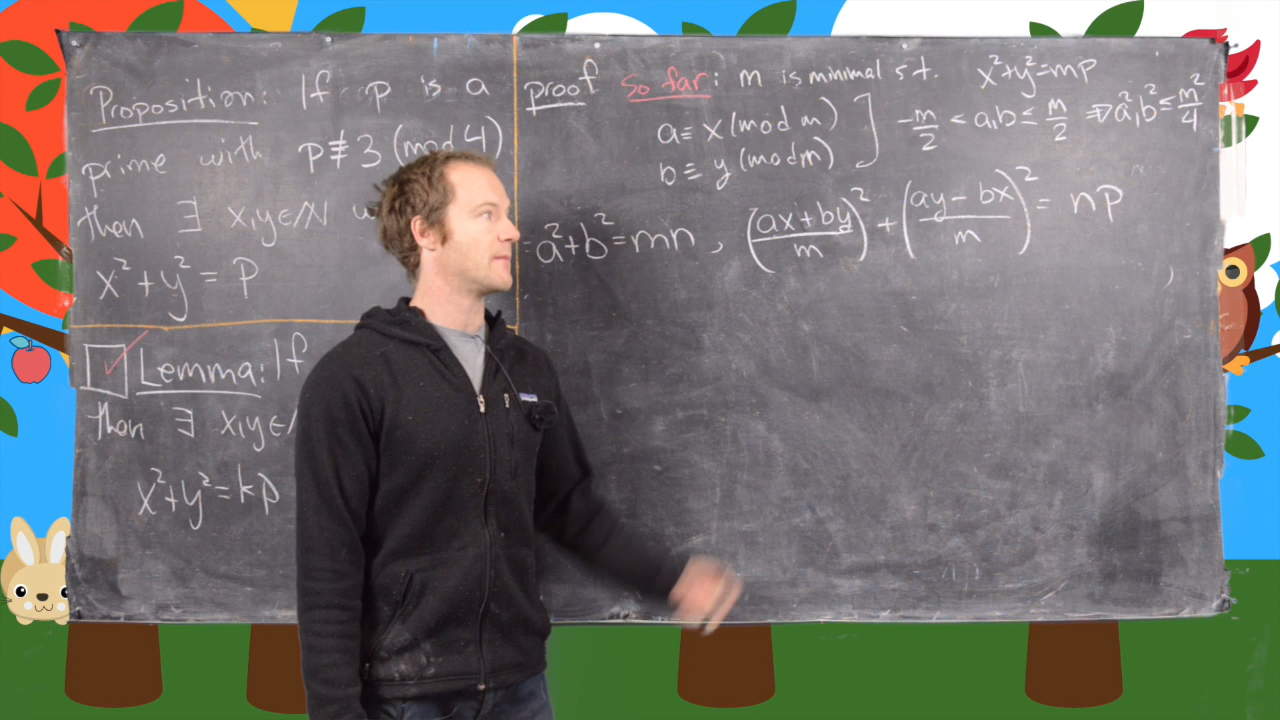 Proposition: If p is a
prime with p≢3 (mod 4)
then ∃ x,y∈ℕ
x²+y² = p
Lemma: If
then ∃ x,y∈
x²+y²=kp
proof So far: m is minimal s.t. x²+y²=mp
a≡x (mod m)
b≡y (mod m)
-m/2 < a,b ≤ m/2 ⇒ a²,b² ≤ m²/4
= a²+b²=mn, ((ax+by)/m)² + ((ay-bx)/m)² = np